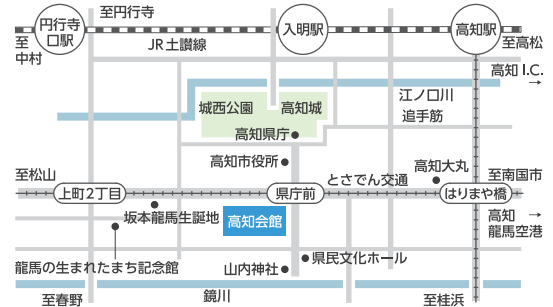 至円行寺
円行寺
口駅
入明駅
高知駅
至
中村
JR土讃線
至高松
高知 I.C.
→
江ノ口川
城西公園
高知城
追手筋
高知県庁
高知市役所
高知大丸
至松山
とさでん交通
至南国市
上町2丁目
県庁前
はりまや橋
坂本龍馬生誕地
高知会館
高知
龍馬空港
→
龍馬の生まれたまち記念館
県民文化ホール
山内神社
至春野
鏡川
至桂浜